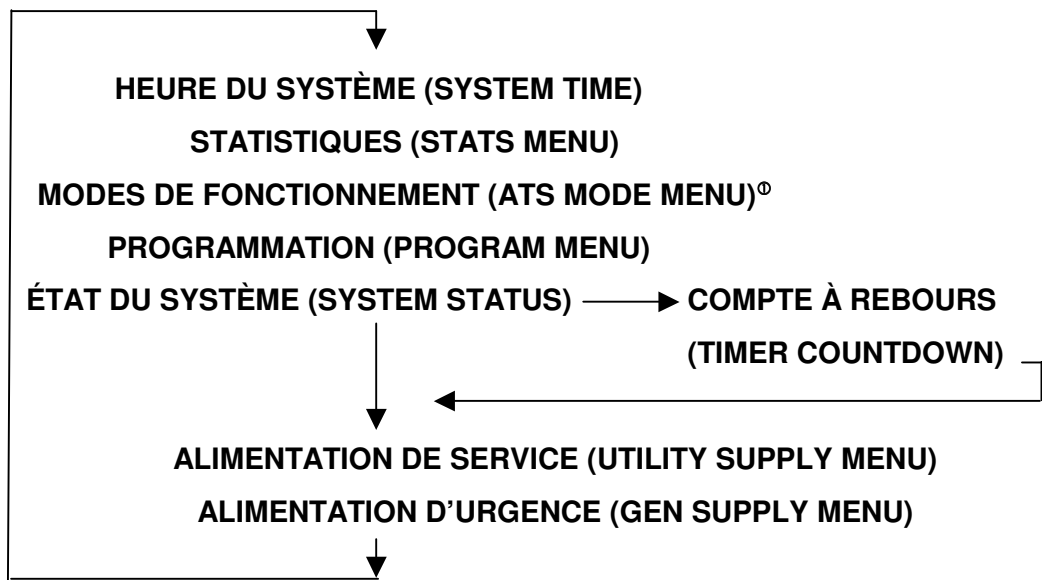 HEURE DU SYSTÈME (SYSTEM TIME)
STATISTIQUES (STATS MENU)
MODES DE FONCTIONNEMENT (ATS MODE MENU)①
PROGRAMMATION (PROGRAM MENU)
ÉTAT DU SYSTÈME (SYSTEM STATUS)
COMPTE À REBOURS
(TIMER COUNTDOWN)
ALIMENTATION DE SERVICE (UTILITY SUPPLY MENU)
ALIMENTATION D’URGENCE (GEN SUPPLY MENU)